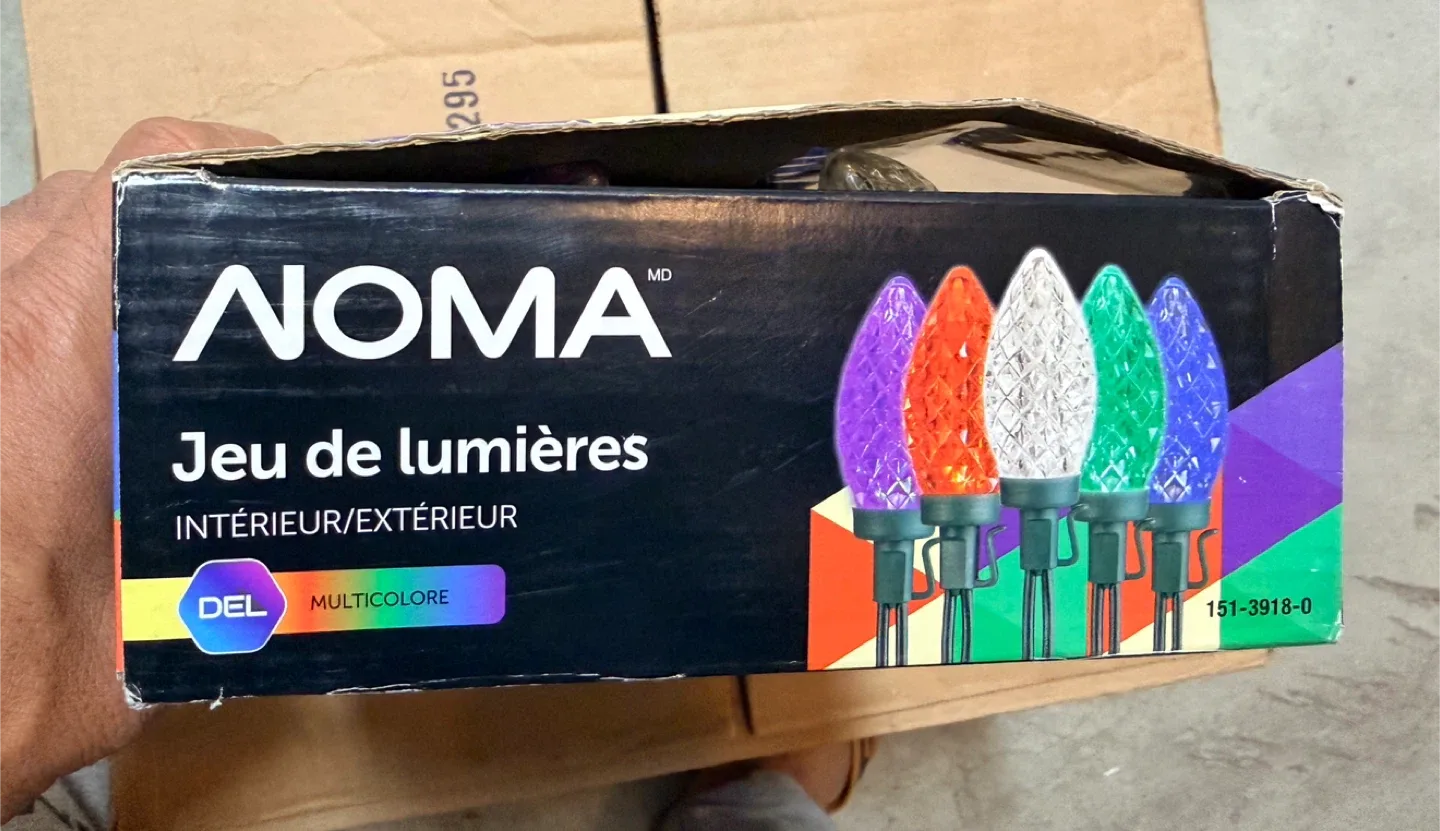 295
NOMA MD
Jeu de lumières
INTÉRIEUR/EXTÉRIEUR
DEL MULTICOLORE
151-3918-0